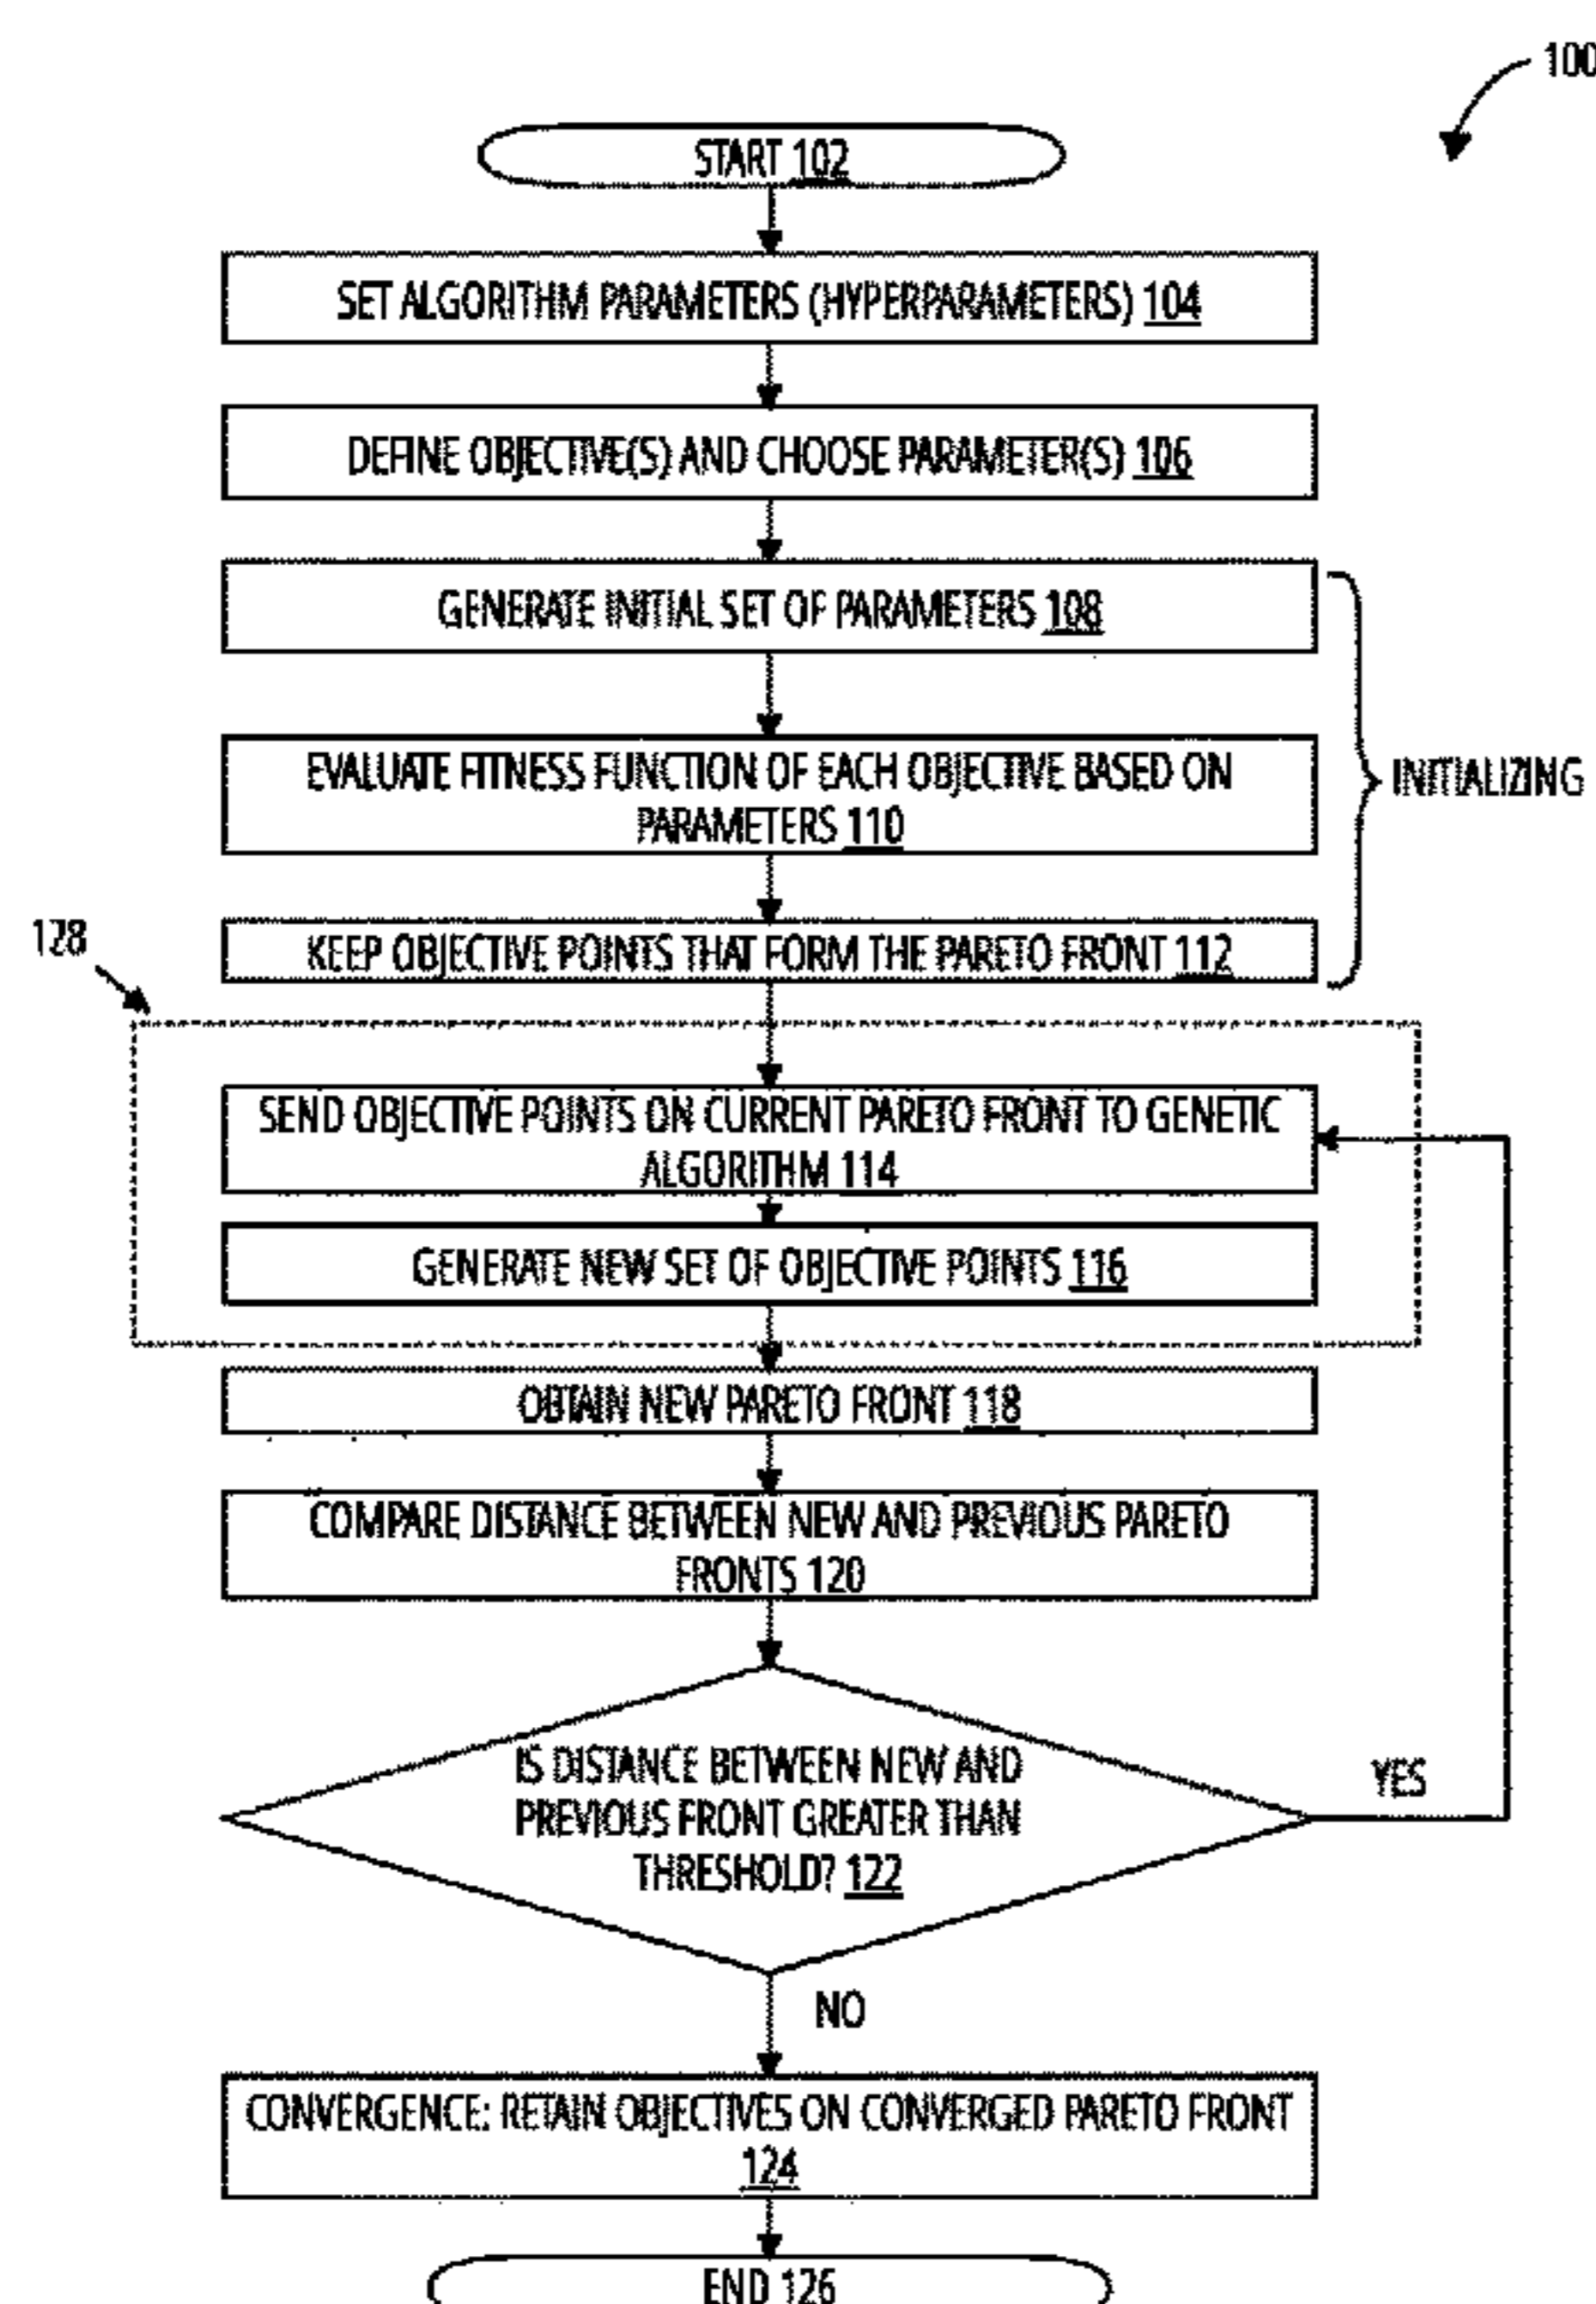 100
START 102
SET ALGORITHM PARAMETERS (HYPERPARAMETERS) 104
DEFINE OBJECTIVE(S) AND CHOOSE PARAMETER(S) 106
GENERATE INITIAL SET OF PARAMETERS 108
EVALUATE FITNESS FUNCTION OF EACH OBJECTIVE BASED ON
PARAMETERS 110
INITIALIZING
KEEP OBJECTIVE POINTS THAT FORM THE PARETO FRONT 112
128
SEND OBJECTIVE POINTS ON CURRENT PARETO FRONT TO GENETIC
ALGORITHM 114
GENERATE NEW SET OF OBJECTIVE POINTS 116
OBTAIN NEW PARETO FRONT 118
COMPARE DISTANCE BETWEEN NEW AND PREVIOUS PARETO
FRONTS 120
IS DISTANCE BETWEEN NEW AND
PREVIOUS FRONT GREATER THAN
THRESHOLD? 122
YES
NO
CONVERGENCE: RETAIN OBJECTIVES ON CONVERGED PARETO FRONT
124
END 126